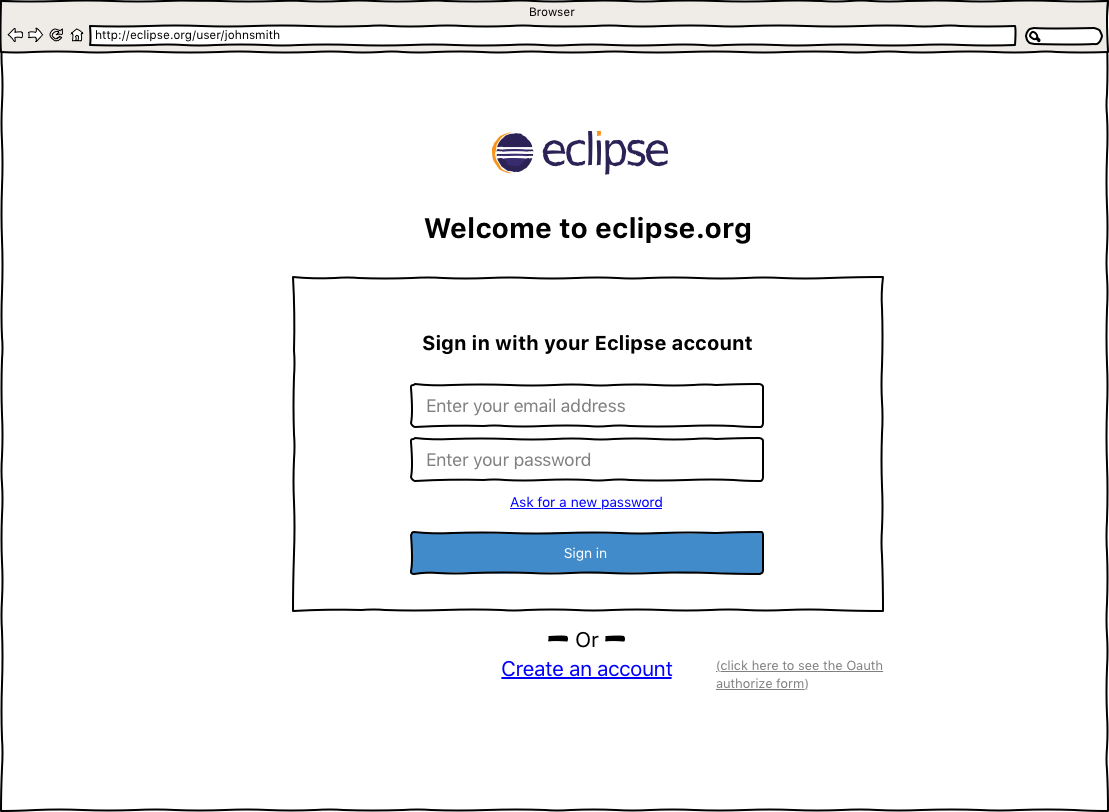 Browser
http://eclipse.org/user/johnsmith
eclipse
Welcome to eclipse.org
Sign in with your Eclipse account
Enter your email address
Enter your password
Ask for a new password
Sign in
Or
Create an account
(click here to see the Oauth
authorize form)